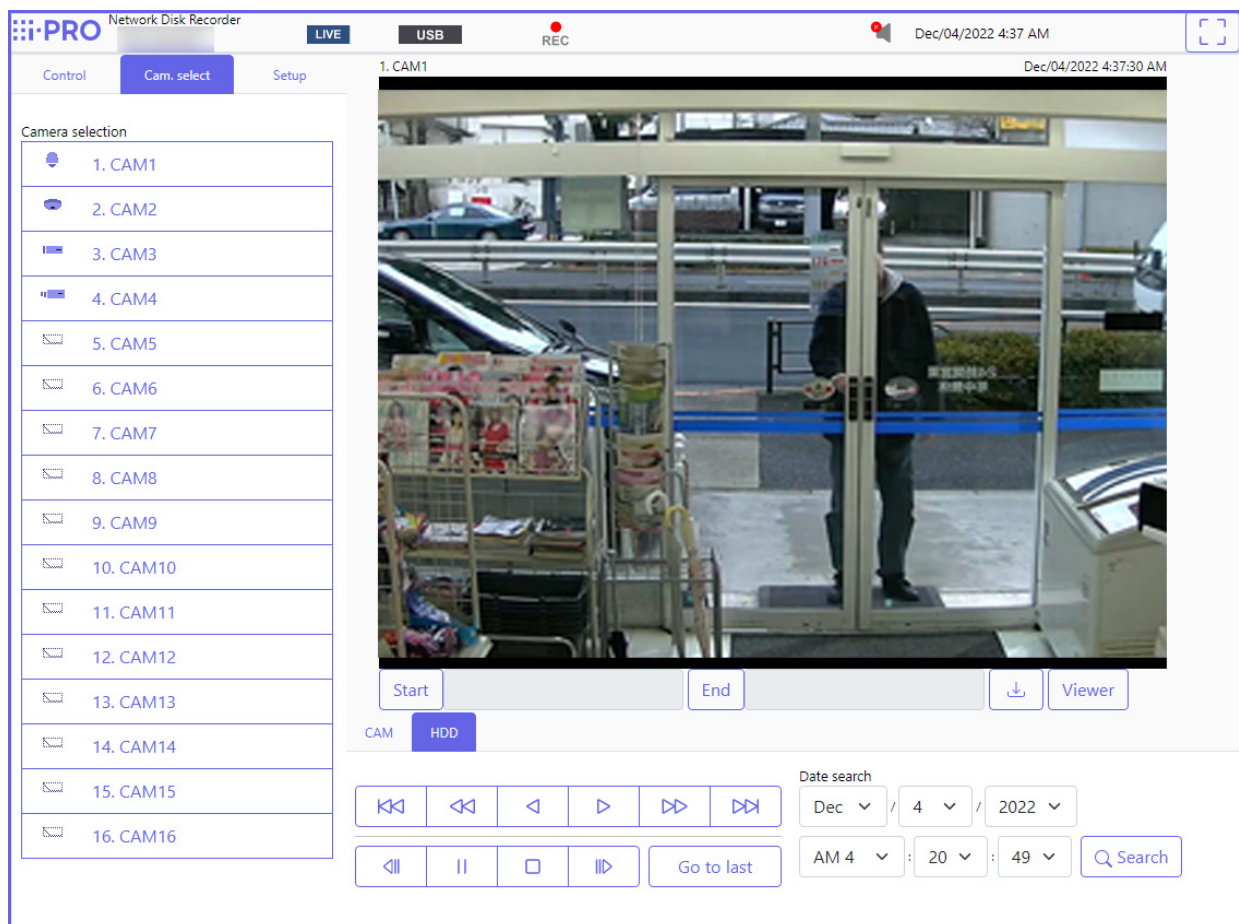 i-PRO Network Disk Recorder
LIVE USB REC Dec/04/2022 4:37 AM
Control Cam. select Setup
1. CAM1 Dec/04/2022 4:37:30 AM
Camera selection
1. CAM1
2. CAM2
3. CAM3
4. CAM4
5. CAM5
6. CAM6
7. CAM7
8. CAM8
9. CAM9
10. CAM10
11. CAM11
12. CAM12
13. CAM13
14. CAM14
15. CAM15
16. CAM16
Start End Viewer
CAM HDD
Date search
Dec / 4 / 2022
AM 4 : 20 : 49 Search
Go to last